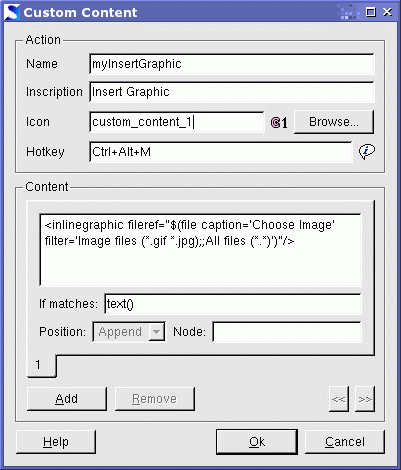 Custom Content
Action
Name myInsertGraphic
Inscription Insert Graphic
Icon custom_content_1 1 Browse...
Hotkey Ctrl+Alt+M
Content
<inlinegraphic fileref="$(file caption='Choose Image'
filter='Image files (*.gif *.jpg);;All files (*.*)')"/>
If matches: text()
Position: Append Node:
1
Add Remove << >>
Help Ok Cancel